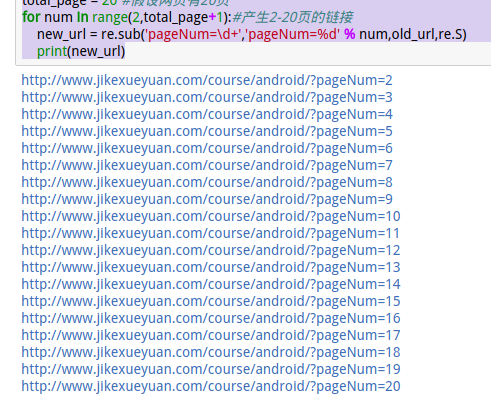 total_page = 20 #假设网页有20页
for num in range(2,total_page+1):#产生2-20页的链接
new_url = re.sub('pageNum=\d+','pageNum=%d' % num,old_url,re.S)
print(new_url)
http://www.jikexueyuan.com/course/android/?pageNum=2
http://www.jikexueyuan.com/course/android/?pageNum=3
http://www.jikexueyuan.com/course/android/?pageNum=4
http://www.jikexueyuan.com/course/android/?pageNum=5
http://www.jikexueyuan.com/course/android/?pageNum=6
http://www.jikexueyuan.com/course/android/?pageNum=7
http://www.jikexueyuan.com/course/android/?pageNum=8
http://www.jikexueyuan.com/course/android/?pageNum=9
http://www.jikexueyuan.com/course/android/?pageNum=10
http://www.jikexueyuan.com/course/android/?pageNum=11
http://www.jikexueyuan.com/course/android/?pageNum=12
http://www.jikexueyuan.com/course/android/?pageNum=13
http://www.jikexueyuan.com/course/android/?pageNum=14
http://www.jikexueyuan.com/course/android/?pageNum=15
http://www.jikexueyuan.com/course/android/?pageNum=16
http://www.jikexueyuan.com/course/android/?pageNum=17
http://www.jikexueyuan.com/course/android/?pageNum=18
http://www.jikexueyuan.com/course/android/?pageNum=19
http://www.jikexueyuan.com/course/android/?pageNum=20